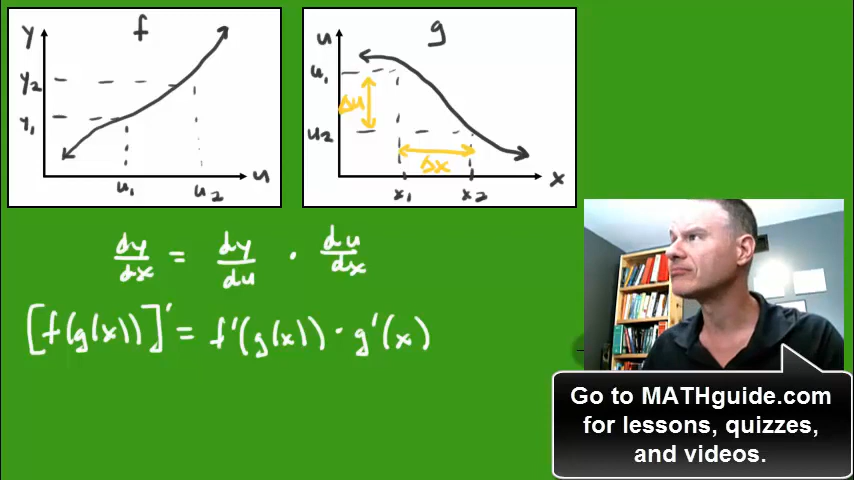 y f
y₂
y₁
u₁ u₂ u
u g
u₁
Δu
u₂
Δx
x₁ x₂ x
dy/dx = dy/du · du/dx
[f(g(x))]' = f'(g(x)) · g'(x)
Go to MATHguide.com
for lessons, quizzes,
and videos.